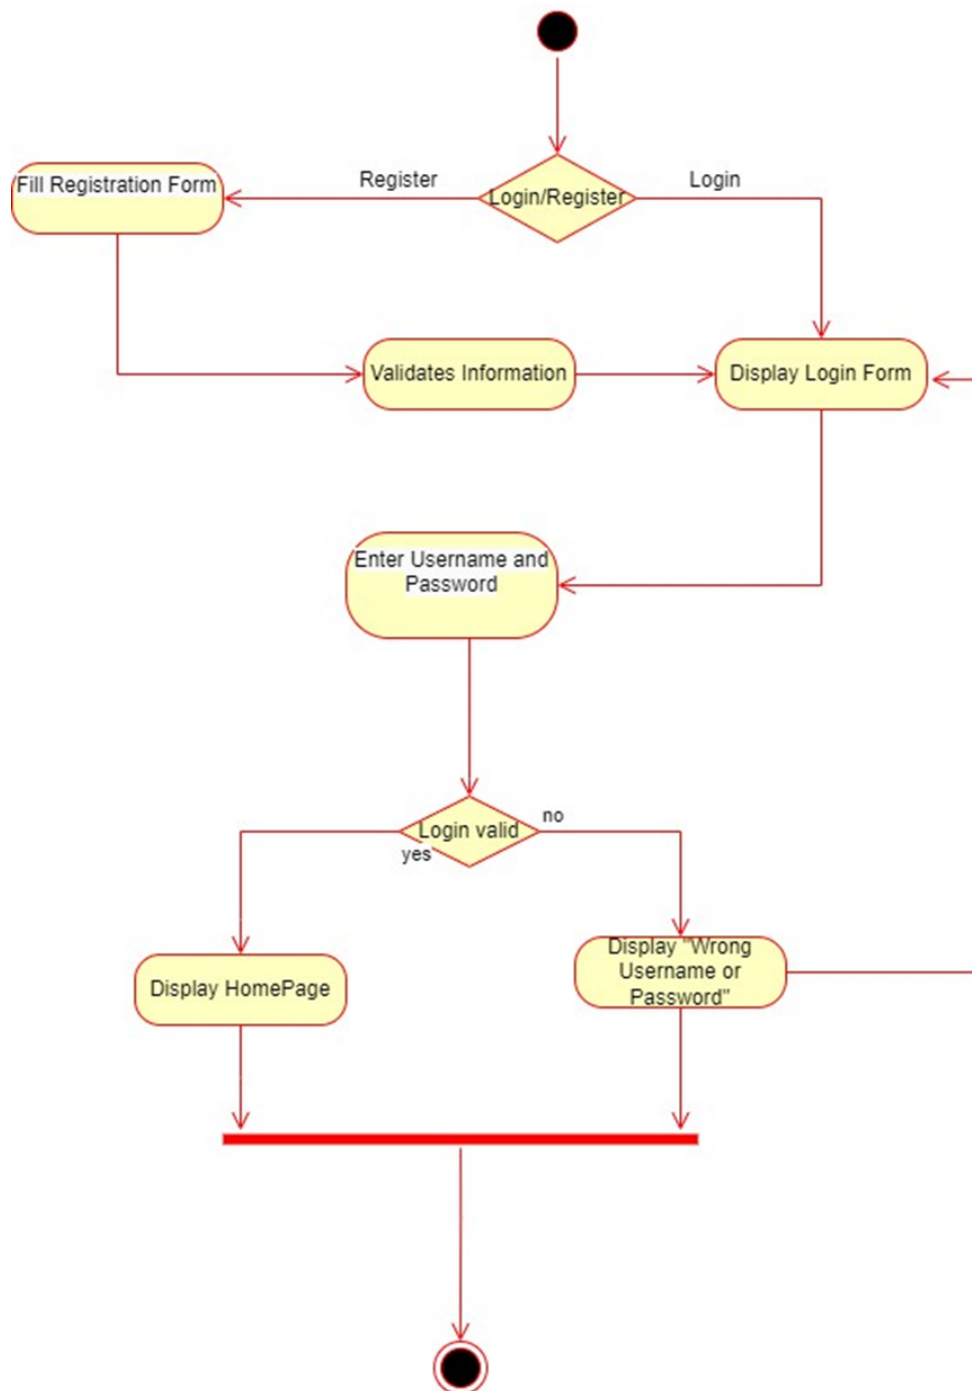 Register
Login
Fill Registration Form
Login/Register
Validates Information
Display Login Form
Enter Username and
Password
Login valid
no
yes
Display HomePage
Display "Wrong
Username or
Password"